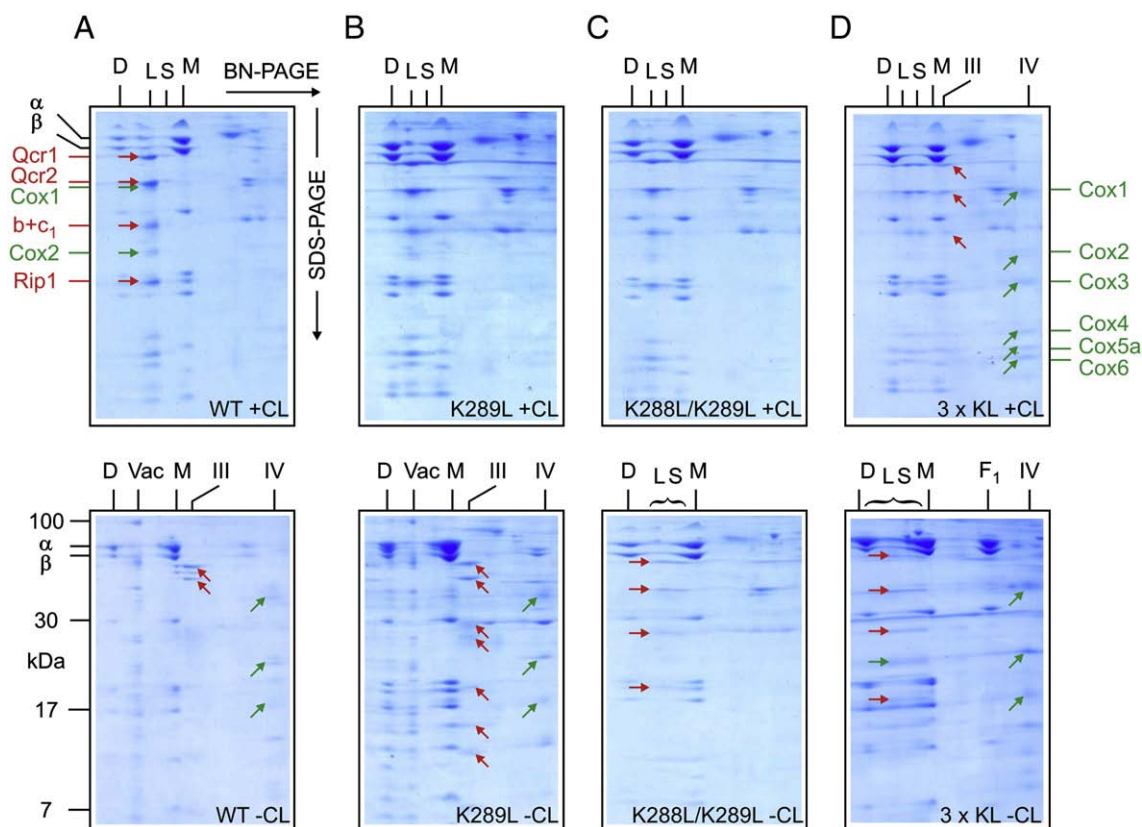 A
B
C
D
D L S M BN-PAGE
D L S M
D L S M
D L S M III IV
α
β
Qcr1
Qcr2
Cox1
b+c₁
Cox2
Rip1
SDS-PAGE
Cox1
Cox2
Cox3
Cox4
Cox5a
Cox6
WT +CL
K289L +CL
K288L/K289L +CL
3 x KL +CL
D Vac M III IV
D Vac M III IV
D L S M
D L S M F₁ IV
100
α
β
30
kDa
17
7
WT -CL
K289L -CL
K288L/K289L -CL
3 x KL -CL